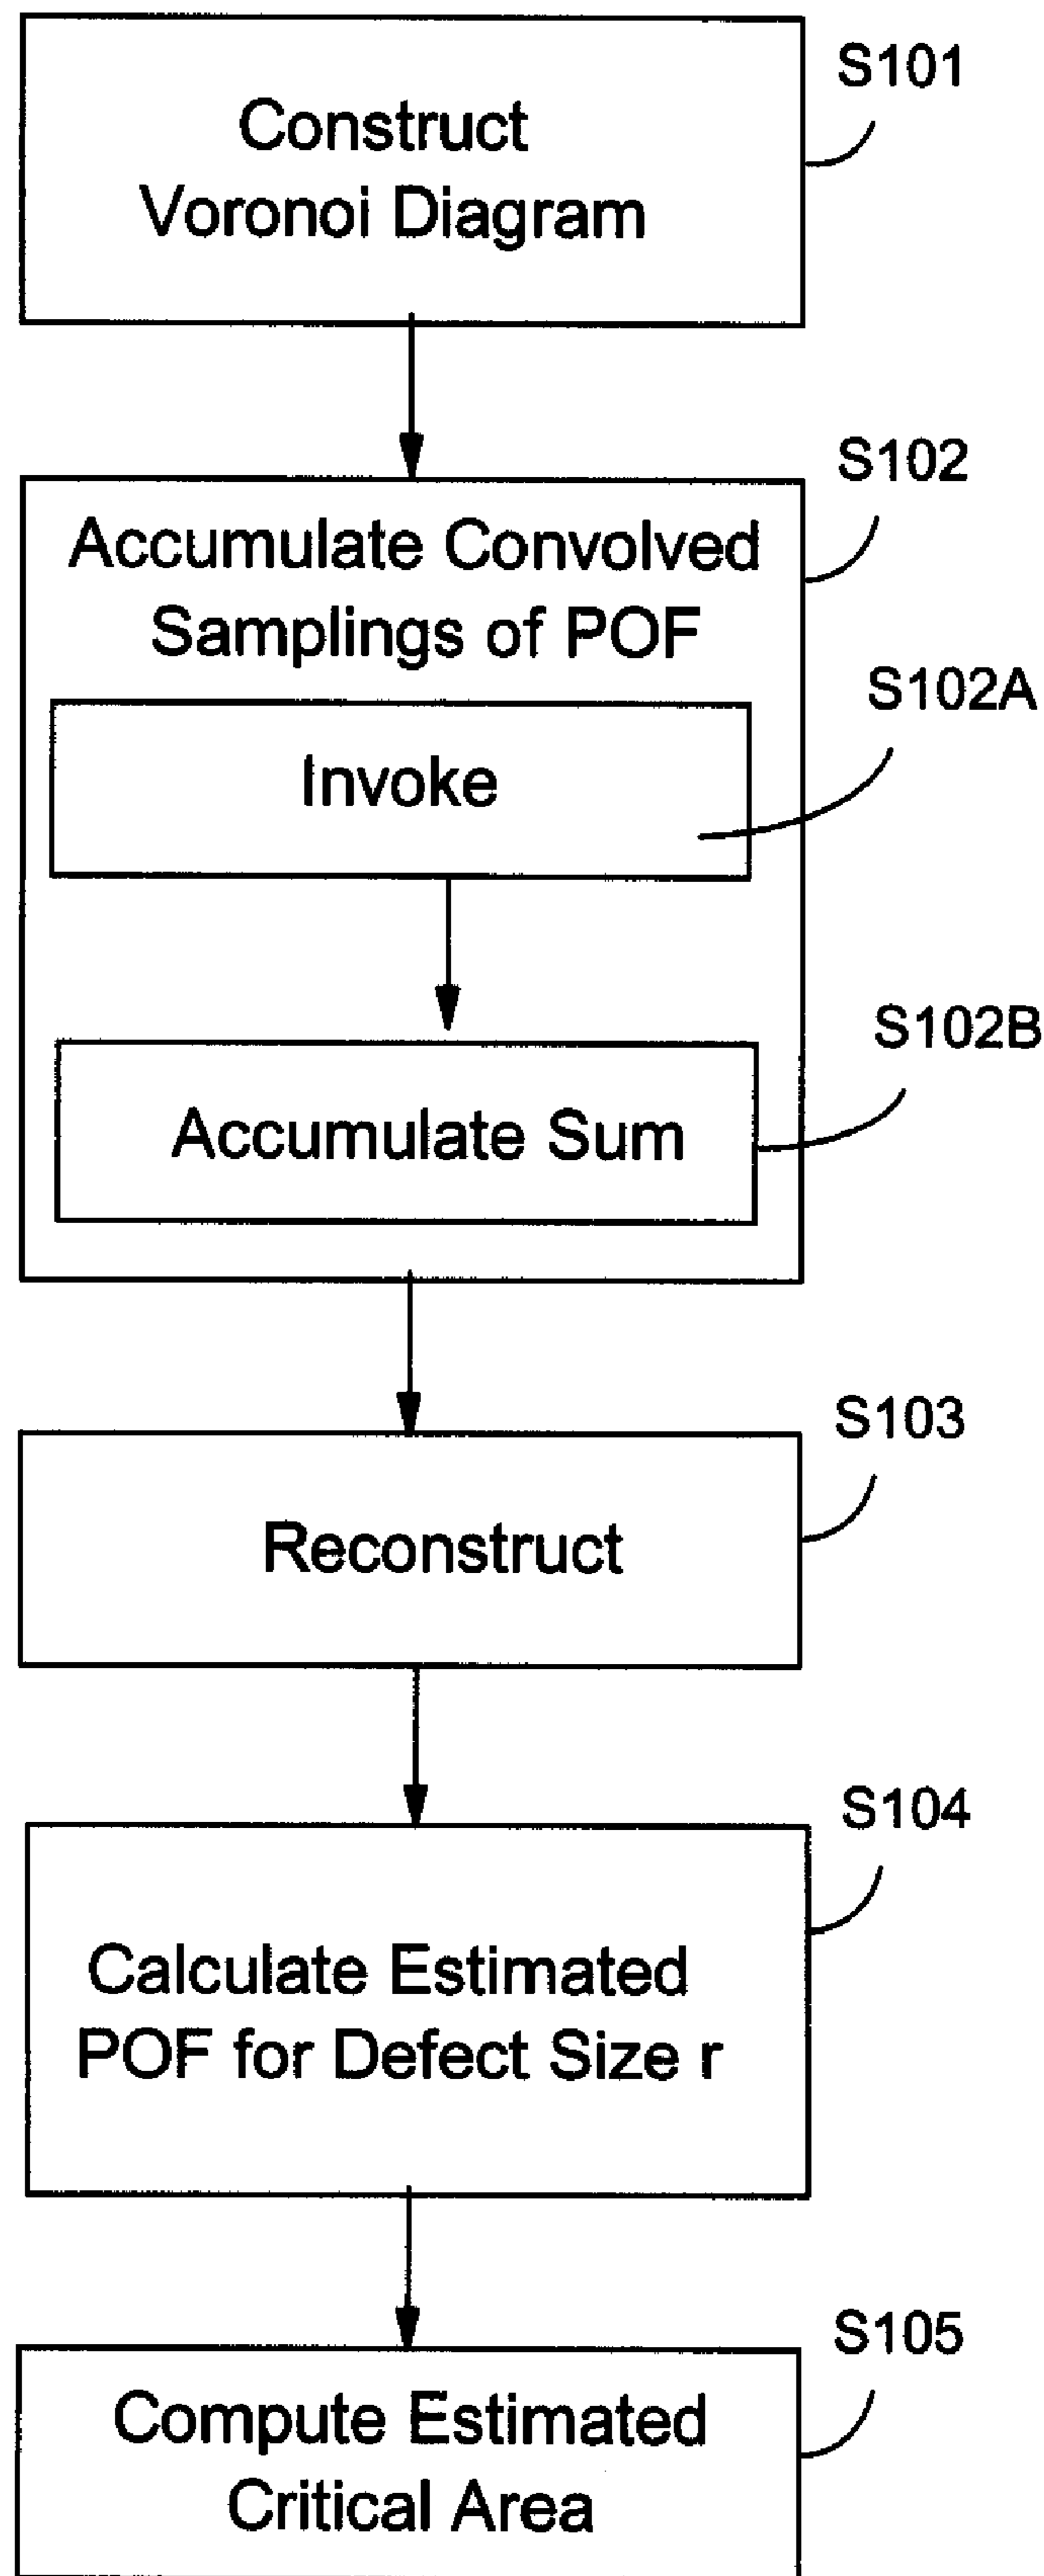 S101
Construct
Voronoi Diagram
S102
Accumulate Convolved
Samplings of POF
S102A
Invoke
S102B
Accumulate Sum
S103
Reconstruct
S104
Calculate Estimated
POF for Defect Size r
S105
Compute Estimated
Critical Area